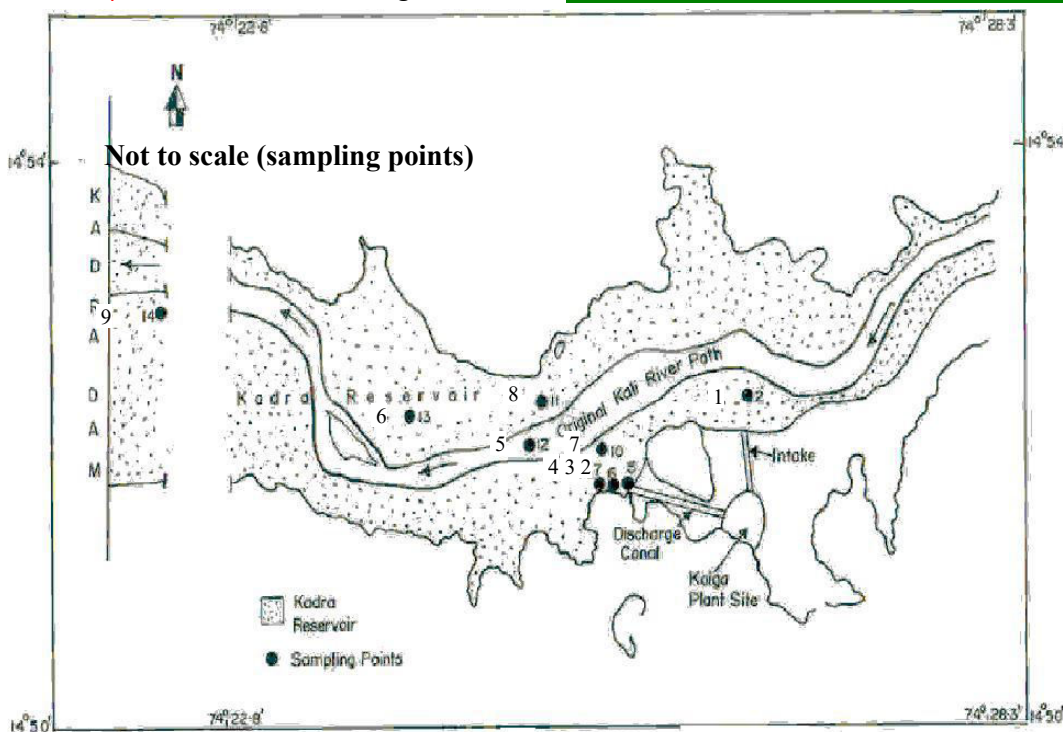 74° 22·8'
74° 28·3'
N
Not to scale (sampling points)
14° 54'
14° 54'
K
A
D
R
A
D
A
M
9
14
Kadra Reservair
6
13
8
11
5
12
Original Kali River Path
7
10
4 3 2
7 6 5
1
2
Intake
Discharge
Canal
Kaiga
Plant Site
Kadra
Reservoir
Sampling Points
14° 50'
74° 22·8'
74° 28·3'
14° 50'